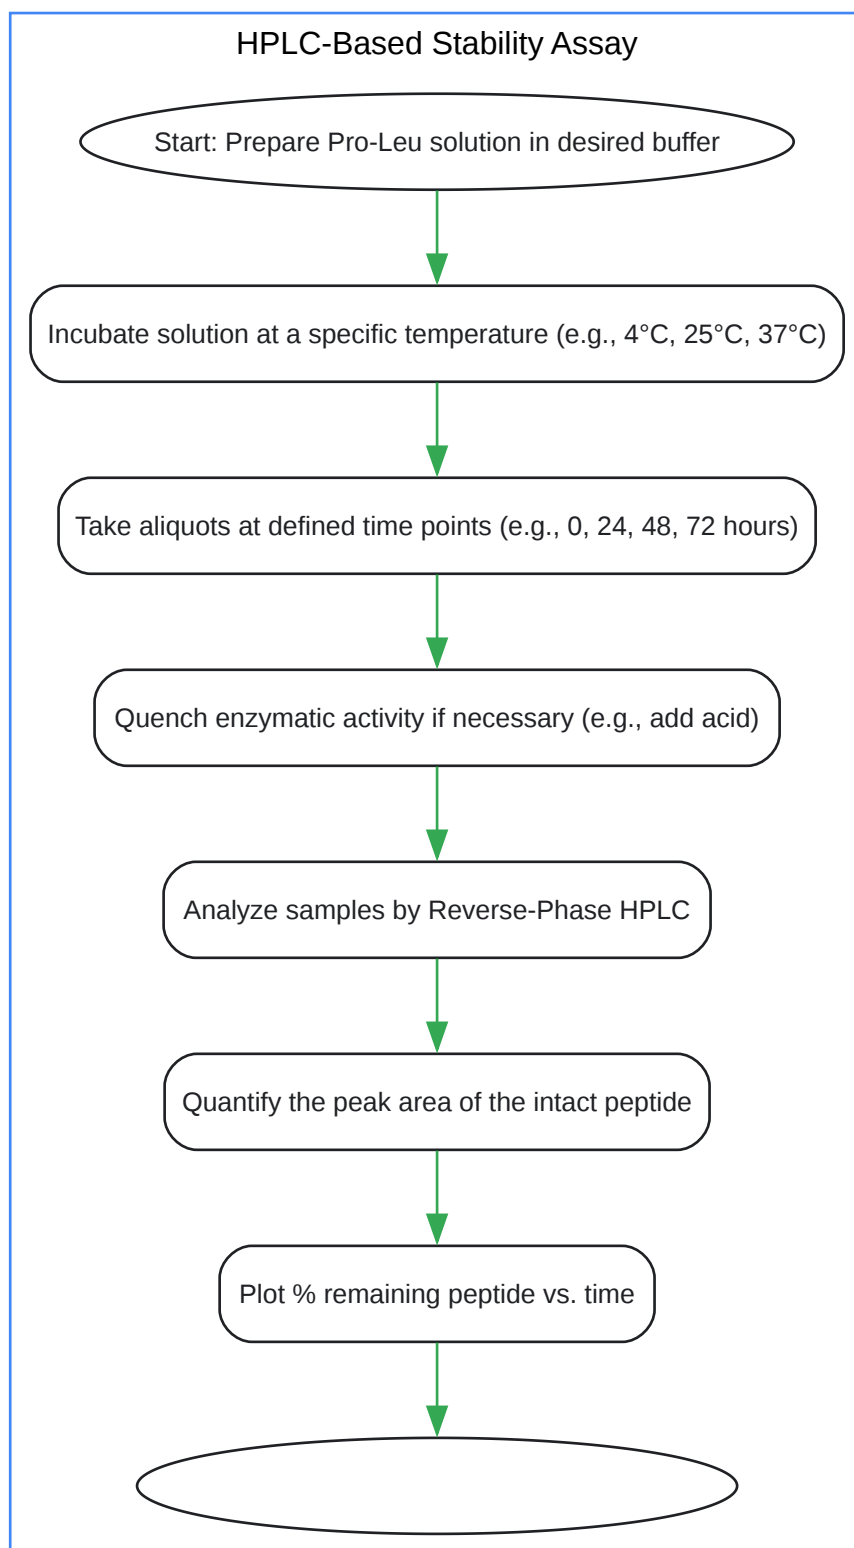 HPLC-Based Stability Assay
Start: Prepare Pro-Leu solution in desired buffer
Incubate solution at a specific temperature (e.g., 4°C, 25°C, 37°C)
Take aliquots at defined time points (e.g., 0, 24, 48, 72 hours)
Quench enzymatic activity if necessary (e.g., add acid)
Analyze samples by Reverse-Phase HPLC
Quantify the peak area of the intact peptide
Plot % remaining peptide vs. time